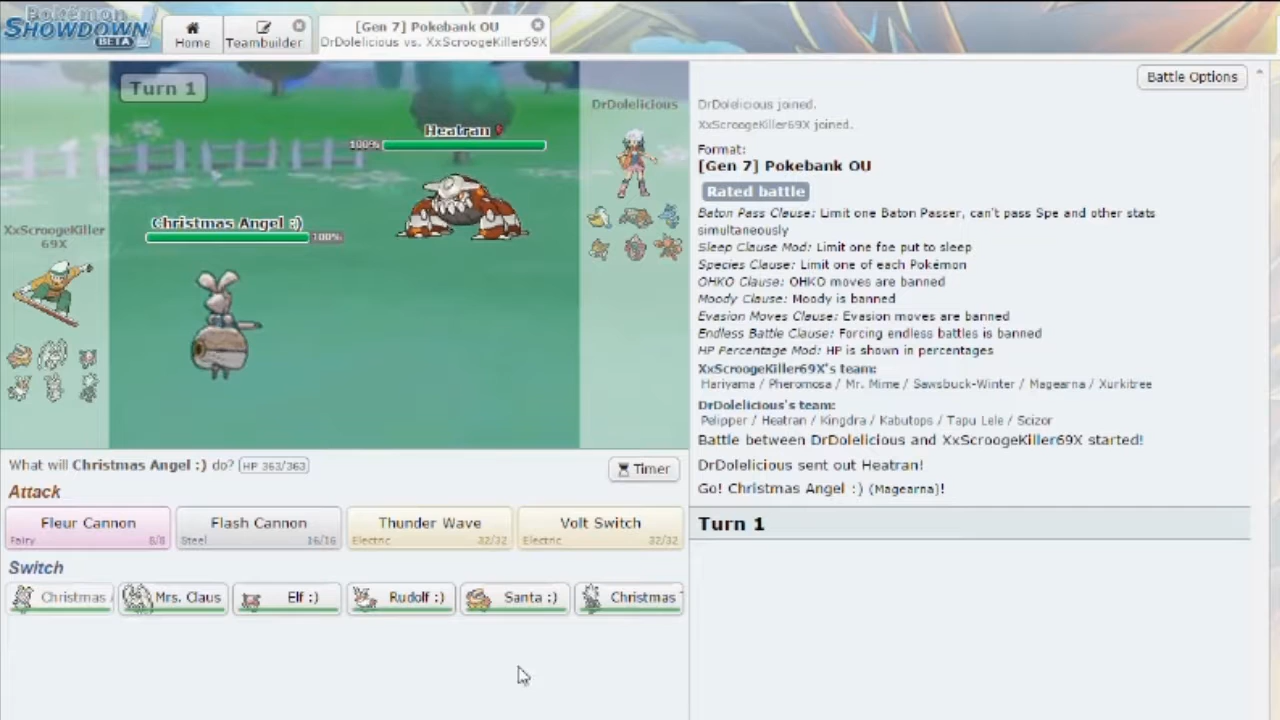 Pokémon
SHOWDOWN!
BETA
Home
Teambuilder
[Gen 7] Pokebank OU
DrDolelicious vs. XxScroogeKiller69X
Turn 1
Heatran
100%
Christmas Angel :)
100%
XxScroogeKiller
69X
DrDolelicious
What will Christmas Angel :) do? HP 363/363
Timer
Attack
Fleur Cannon
Fairy 8/8
Flash Cannon
Steel 16/16
Thunder Wave
Electric 32/32
Volt Switch
Electric 32/32
Switch
Christmas
Mrs. Claus
Elf :)
Rudolf :)
Santa :)
Christmas
Battle Options
DrDolelicious joined.
XxScroogeKiller69X joined.
Format:
[Gen 7] Pokebank OU
Rated battle
Baton Pass Clause: Limit one Baton Passer, can't pass Spe and other stats
simultaneously
Sleep Clause Mod: Limit one foe put to sleep
Species Clause: Limit one of each Pokémon
OHKO Clause: OHKO moves are banned
Moody Clause: Moody is banned
Evasion Moves Clause: Evasion moves are banned
Endless Battle Clause: Forcing endless battles is banned
HP Percentage Mod: HP is shown in percentages
XxScroogeKiller69X's team:
Hariyama / Pheromosa / Mr. Mime / Sawsbuck-Winter / Magearna / Xurkitree
DrDolelicious's team:
Pelipper / Heatran / Kingdra / Kabutops / Tapu Lele / Scizor
Battle between DrDolelicious and XxScroogeKiller69X started!
DrDolelicious sent out Heatran!
Go! Christmas Angel :) (Magearna)!
Turn 1